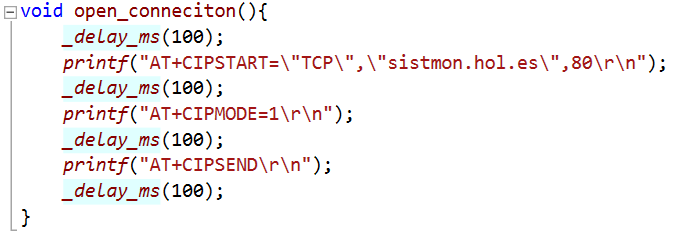 void open_conneciton(){
_delay_ms(100);
printf("AT+CIPSTART=\"TCP\",\"sistmon.hol.es\",80\r\n");
_delay_ms(100);
printf("AT+CIPMODE=1\r\n");
_delay_ms(100);
printf("AT+CIPSEND\r\n");
_delay_ms(100);
}